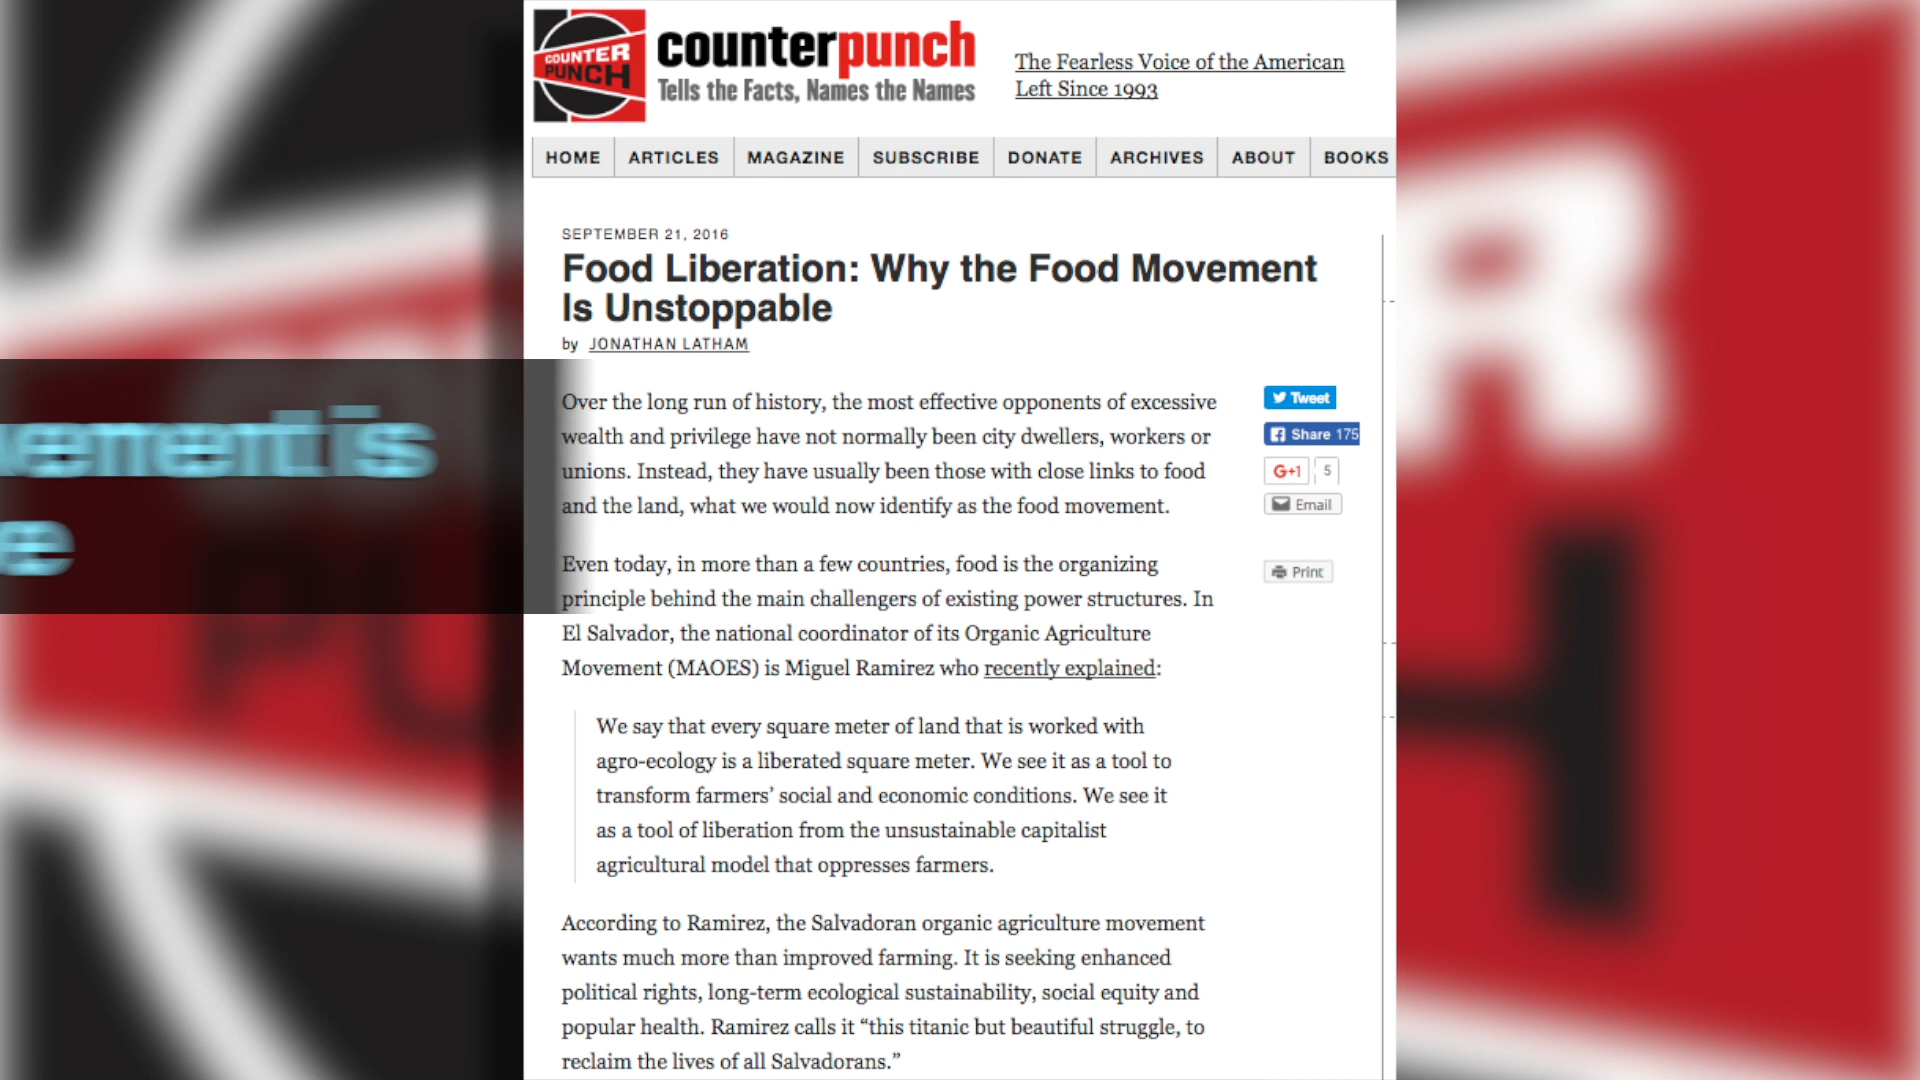 COUNTER
PUNCH
counterpunch
Tells the Facts, Names the Names
The Fearless Voice of the American
Left Since 1993
HOME ARTICLES MAGAZINE SUBSCRIBE DONATE ARCHIVES ABOUT BOOKS
SEPTEMBER 21, 2016
Food Liberation: Why the Food Movement
Is Unstoppable
by JONATHAN LATHAM
Over the long run of history, the most effective opponents of excessive
wealth and privilege have not normally been city dwellers, workers or
unions. Instead, they have usually been those with close links to food
and the land, what we would now identify as the food movement.
Even today, in more than a few countries, food is the organizing
principle behind the main challengers of existing power structures. In
El Salvador, the national coordinator of its Organic Agriculture
Movement (MAOES) is Miguel Ramirez who recently explained:
We say that every square meter of land that is worked with
agro-ecology is a liberated square meter. We see it as a tool to
transform farmers’ social and economic conditions. We see it
as a tool of liberation from the unsustainable capitalist
agricultural model that oppresses farmers.
According to Ramirez, the Salvadoran organic agriculture movement
wants much more than improved farming. It is seeking enhanced
political rights, long-term ecological sustainability, social equity and
popular health. Ramirez calls it “this titanic but beautiful struggle, to
reclaim the lives of all Salvadorans.”
Tweet
Share 175
G+1 5
Email
Print
is